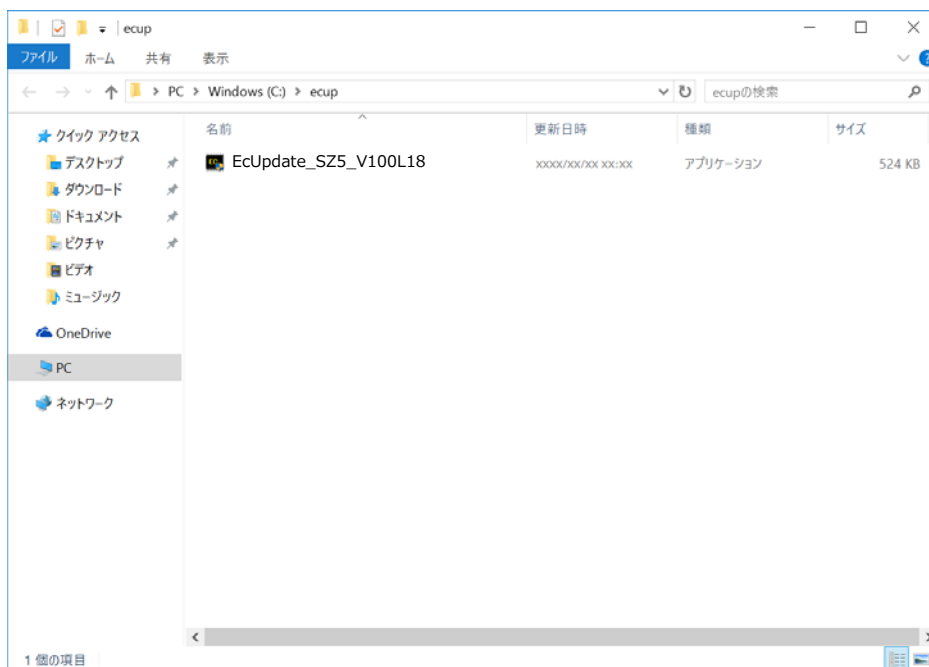 ecup
ファイル ホーム 共有 表示
PC Windows (C:) ecup ecupの検索
名前 更新日時 種類 サイズ
クイック アクセス
EcUpdate_SZ5_V100L18 xxxx/xx/xx xx:xx アプリケーション 524 KB
デスクトップ
ダウンロード
ドキュメント
ピクチャ
ビデオ
ミュージック
OneDrive
PC
ネットワーク
1 個の項目